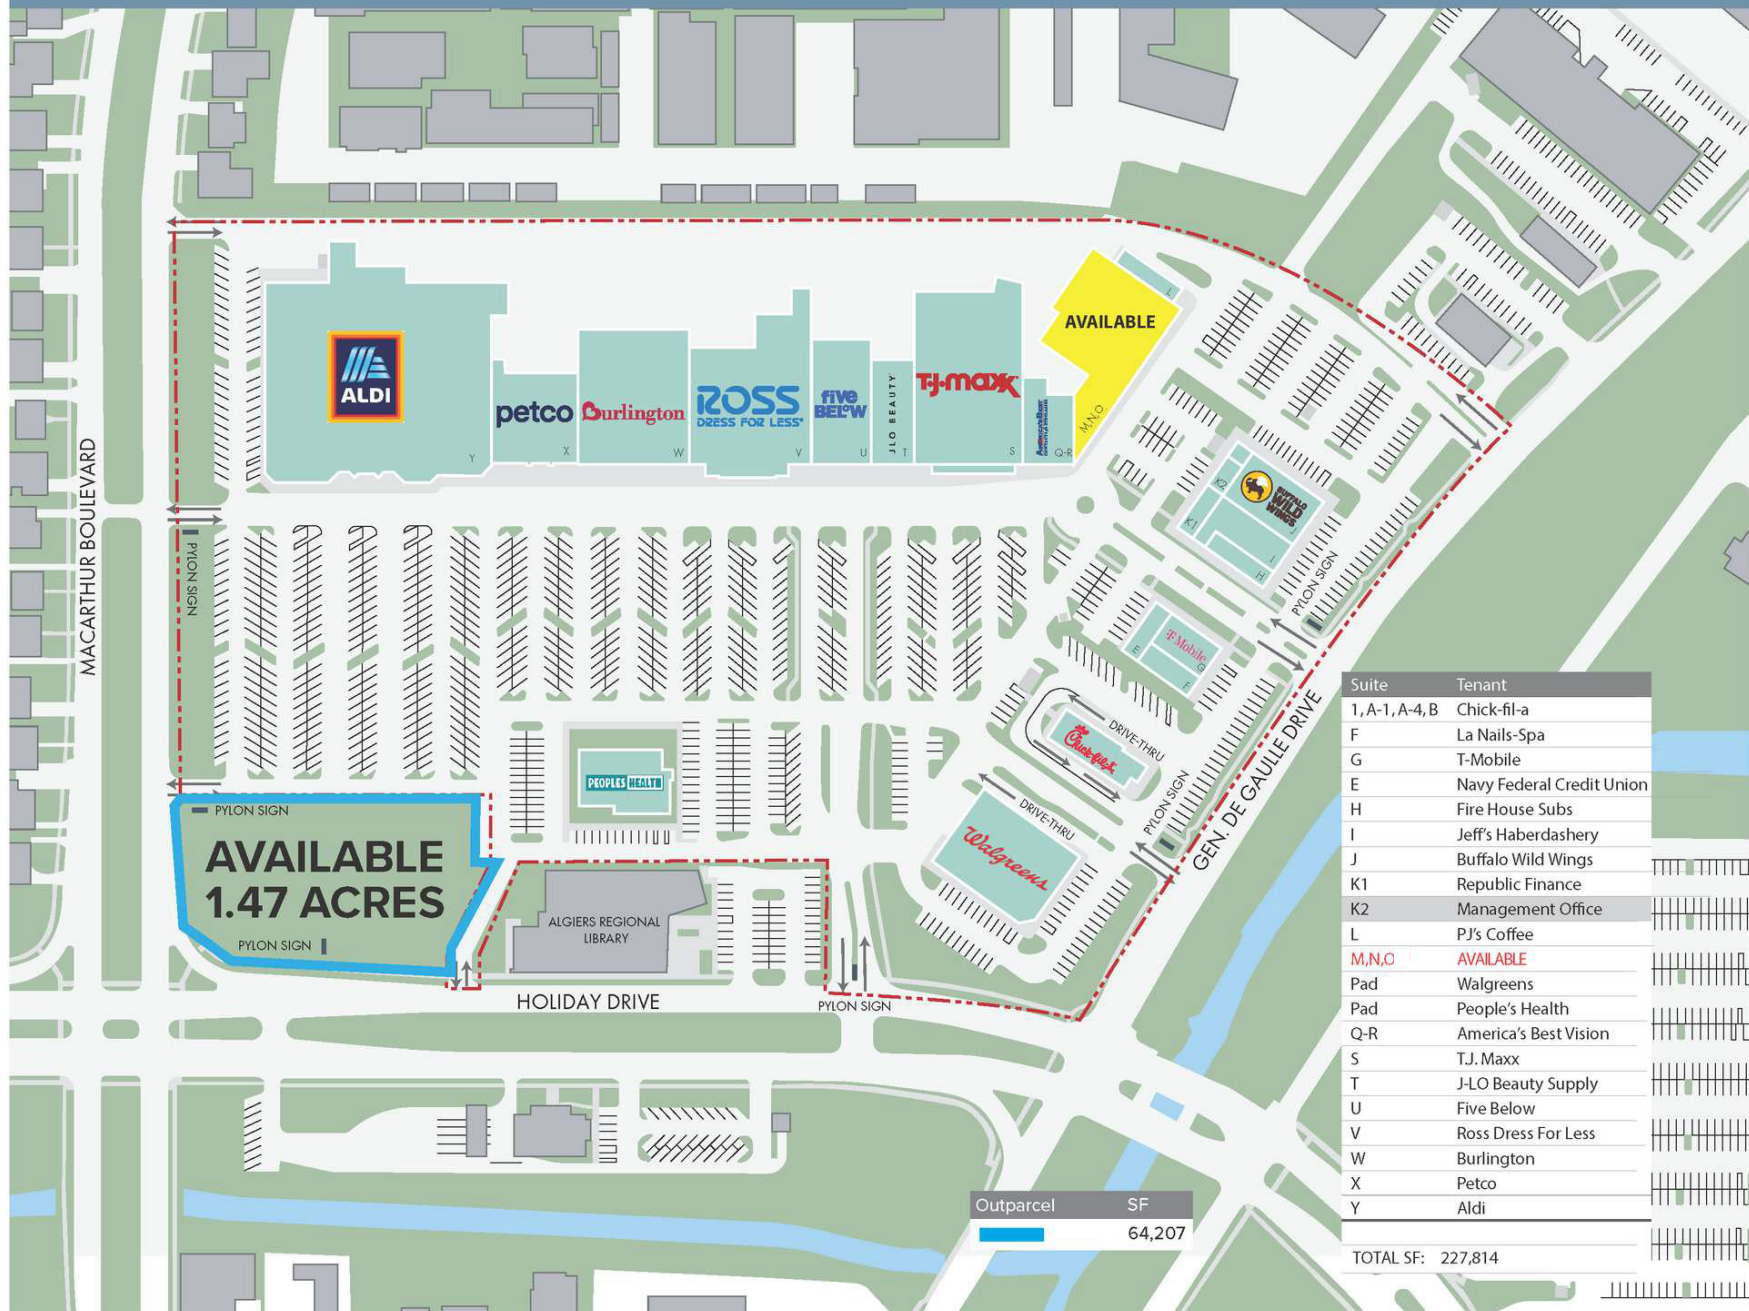 AVAILABLE
L
ALDI
petco
Burlington
ROSS
DRESS FOR LESS
five
BEL°W
JLO BEAUTY
T.J.maxx
M,N,O
Y
X
W
V
U
T
S
Q-R
K2
K1
BUFFALO
WILD
WINGS
J
I
H
MACARTHUR BOULEVARD
PYLON SIGN
PYLON SIGN
T-Mobile
E
G
F
DRIVE-THRU
Chick-fil-A
PEOPLES HEALTH
DRIVE-THRU
Walgreens
PYLON SIGN
GEN. DE GAULLE DRIVE
PYLON SIGN
AVAILABLE
1.47 ACRES
PYLON SIGN
ALGIERS REGIONAL
LIBRARY
HOLIDAY DRIVE
PYLON SIGN
Suite Tenant
1, A-1, A-4, B Chick-fil-a
F La Nails-Spa
G T-Mobile
E Navy Federal Credit Union
H Fire House Subs
I Jeff's Haberdashery
J Buffalo Wild Wings
K1 Republic Finance
K2 Management Office
L PJ's Coffee
M,N,O AVAILABLE
Pad Walgreens
Pad People's Health
Q-R America's Best Vision
S T.J. Maxx
T J-LO Beauty Supply
U Five Below
V Ross Dress For Less
W Burlington
X Petco
Y Aldi
TOTAL SF: 227,814
Outparcel SF
64,207